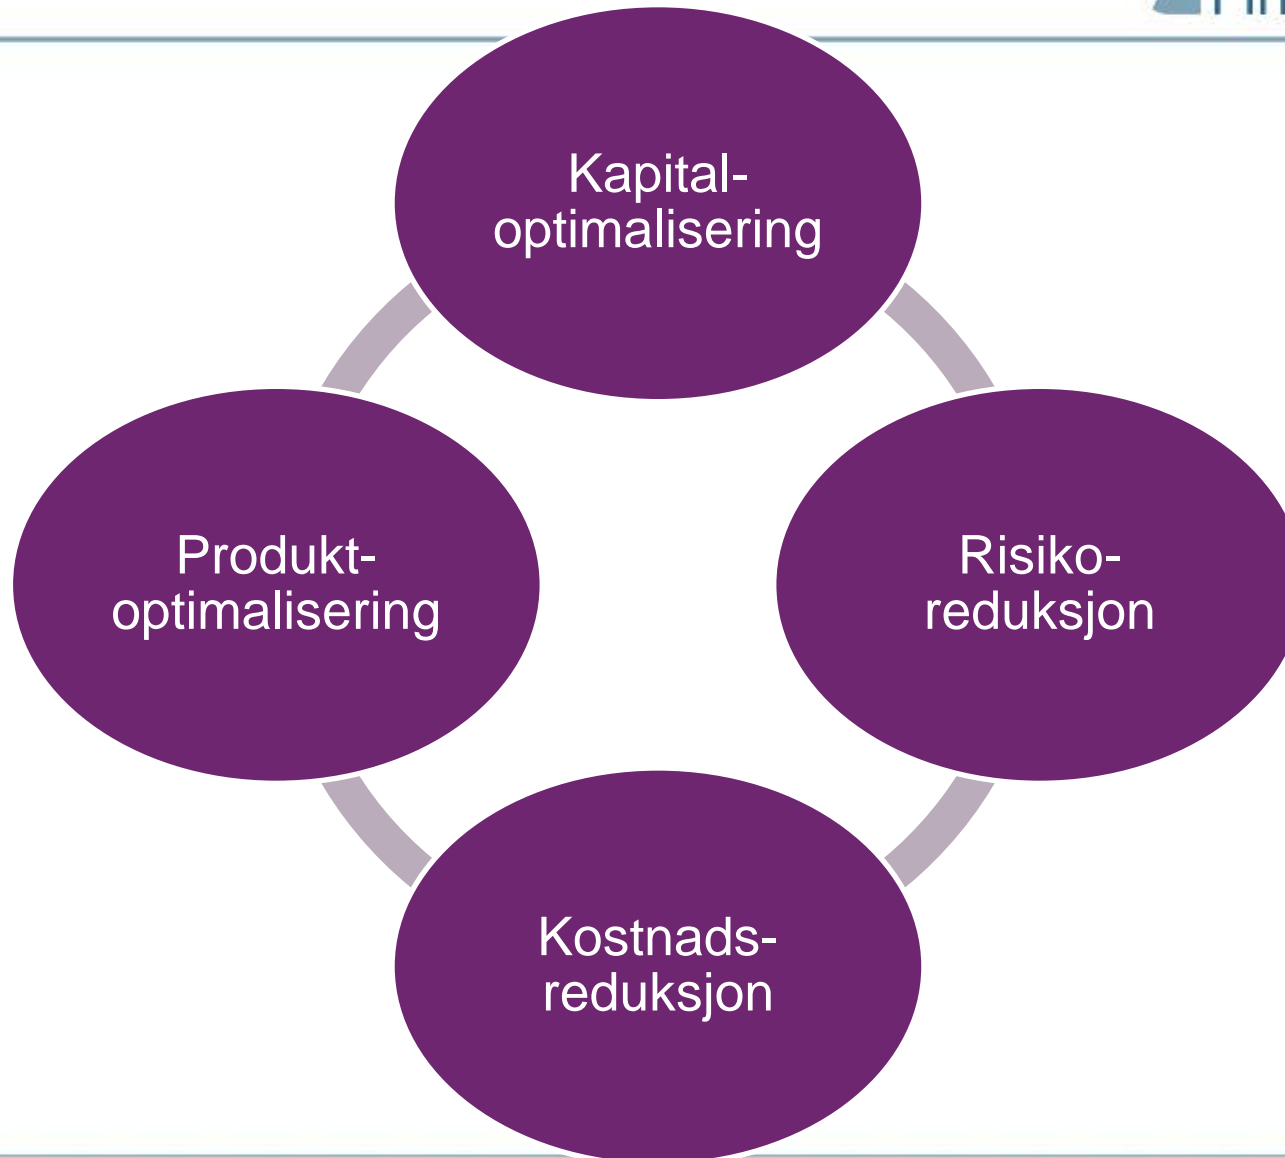 Kapital-
optimalisering
Produkt-
optimalisering
Risiko-
reduksjon
Kostnads-
reduksjon